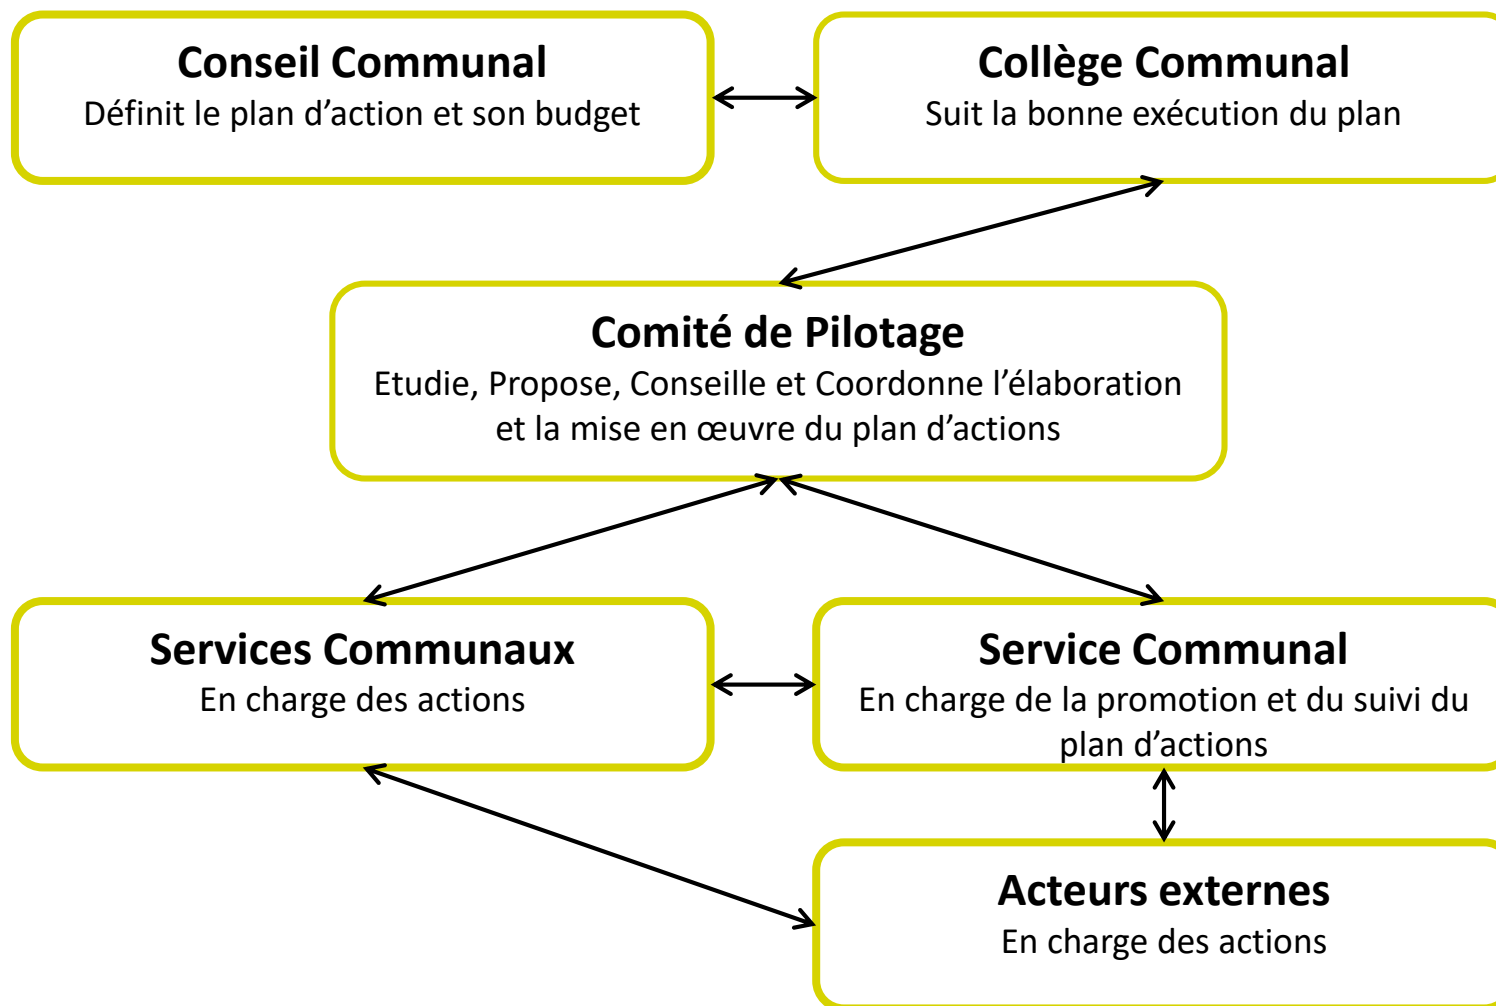 Conseil Communal
Définit le plan d’action et son budget
Collège Communal
Suit la bonne exécution du plan
Comité de Pilotage
Etudie, Propose, Conseille et Coordonne l’élaboration
et la mise en œuvre du plan d’actions
Services Communaux
En charge des actions
Service Communal
En charge de la promotion et du suivi du
plan d’actions
Acteurs externes
En charge des actions